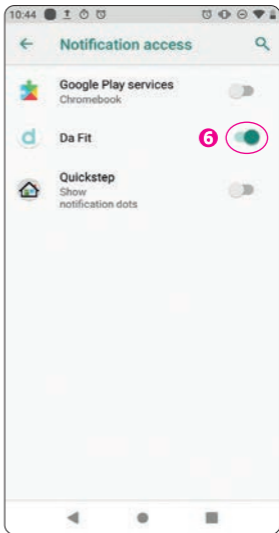 10:44
Notification access
Google Play services
Chromebook
d Da Fit
6
Quickstep
Show
notification dots